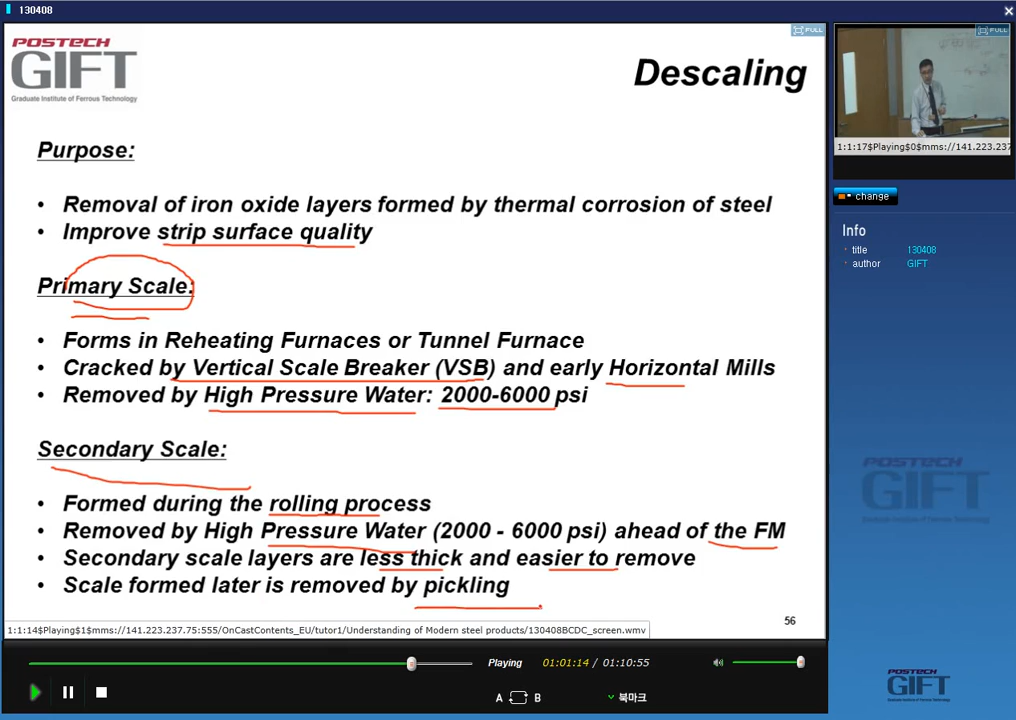 130408
POSTECH
GIFT
Graduate Institute of Ferrous Technology
Descaling
FULL
FULL
Purpose:
• Removal of iron oxide layers formed by thermal corrosion of steel
• Improve strip surface quality
Primary Scale:
• Forms in Reheating Furnaces or Tunnel Furnace
• Cracked by Vertical Scale Breaker (VSB) and early Horizontal Mills
• Removed by High Pressure Water: 2000-6000 psi
Secondary Scale:
• Formed during the rolling process
• Removed by High Pressure Water (2000 - 6000 psi) ahead of the FM
• Secondary scale layers are less thick and easier to remove
• Scale formed later is removed by pickling
56
1:1:14$Playing$1$mms://141.223.237.75:555/OnCastContents_EU/tutor1/Understanding of Modern steel products/130408BCDC_screen.wmv
1:1:17$Playing$0$mms://141.223.237
change
Info
title 130408
author GIFT
POSTECH
GIFT
Playing
01:01:14 / 01:10:55
A B
북마크
POSTECH
GIFT